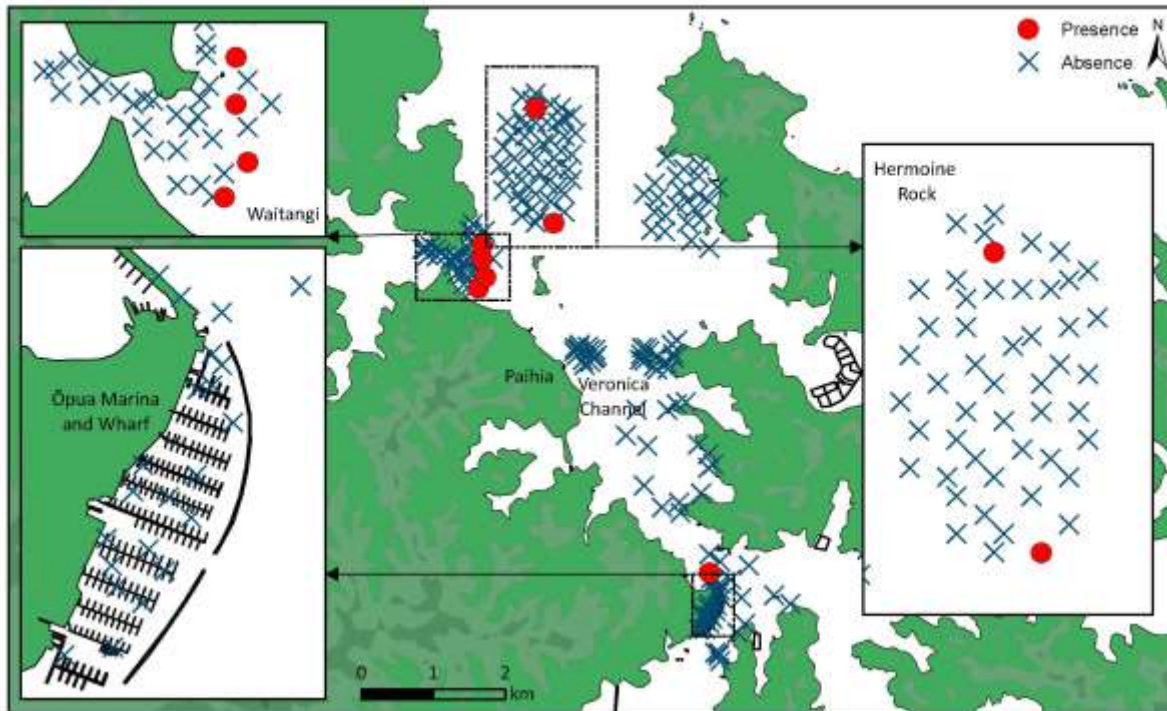 Presence
N
Absence
Waitangi
Hermoine
Rock
Ōpua Marina
and Wharf
Paihia
Veronica
Channel
0 1 2
km